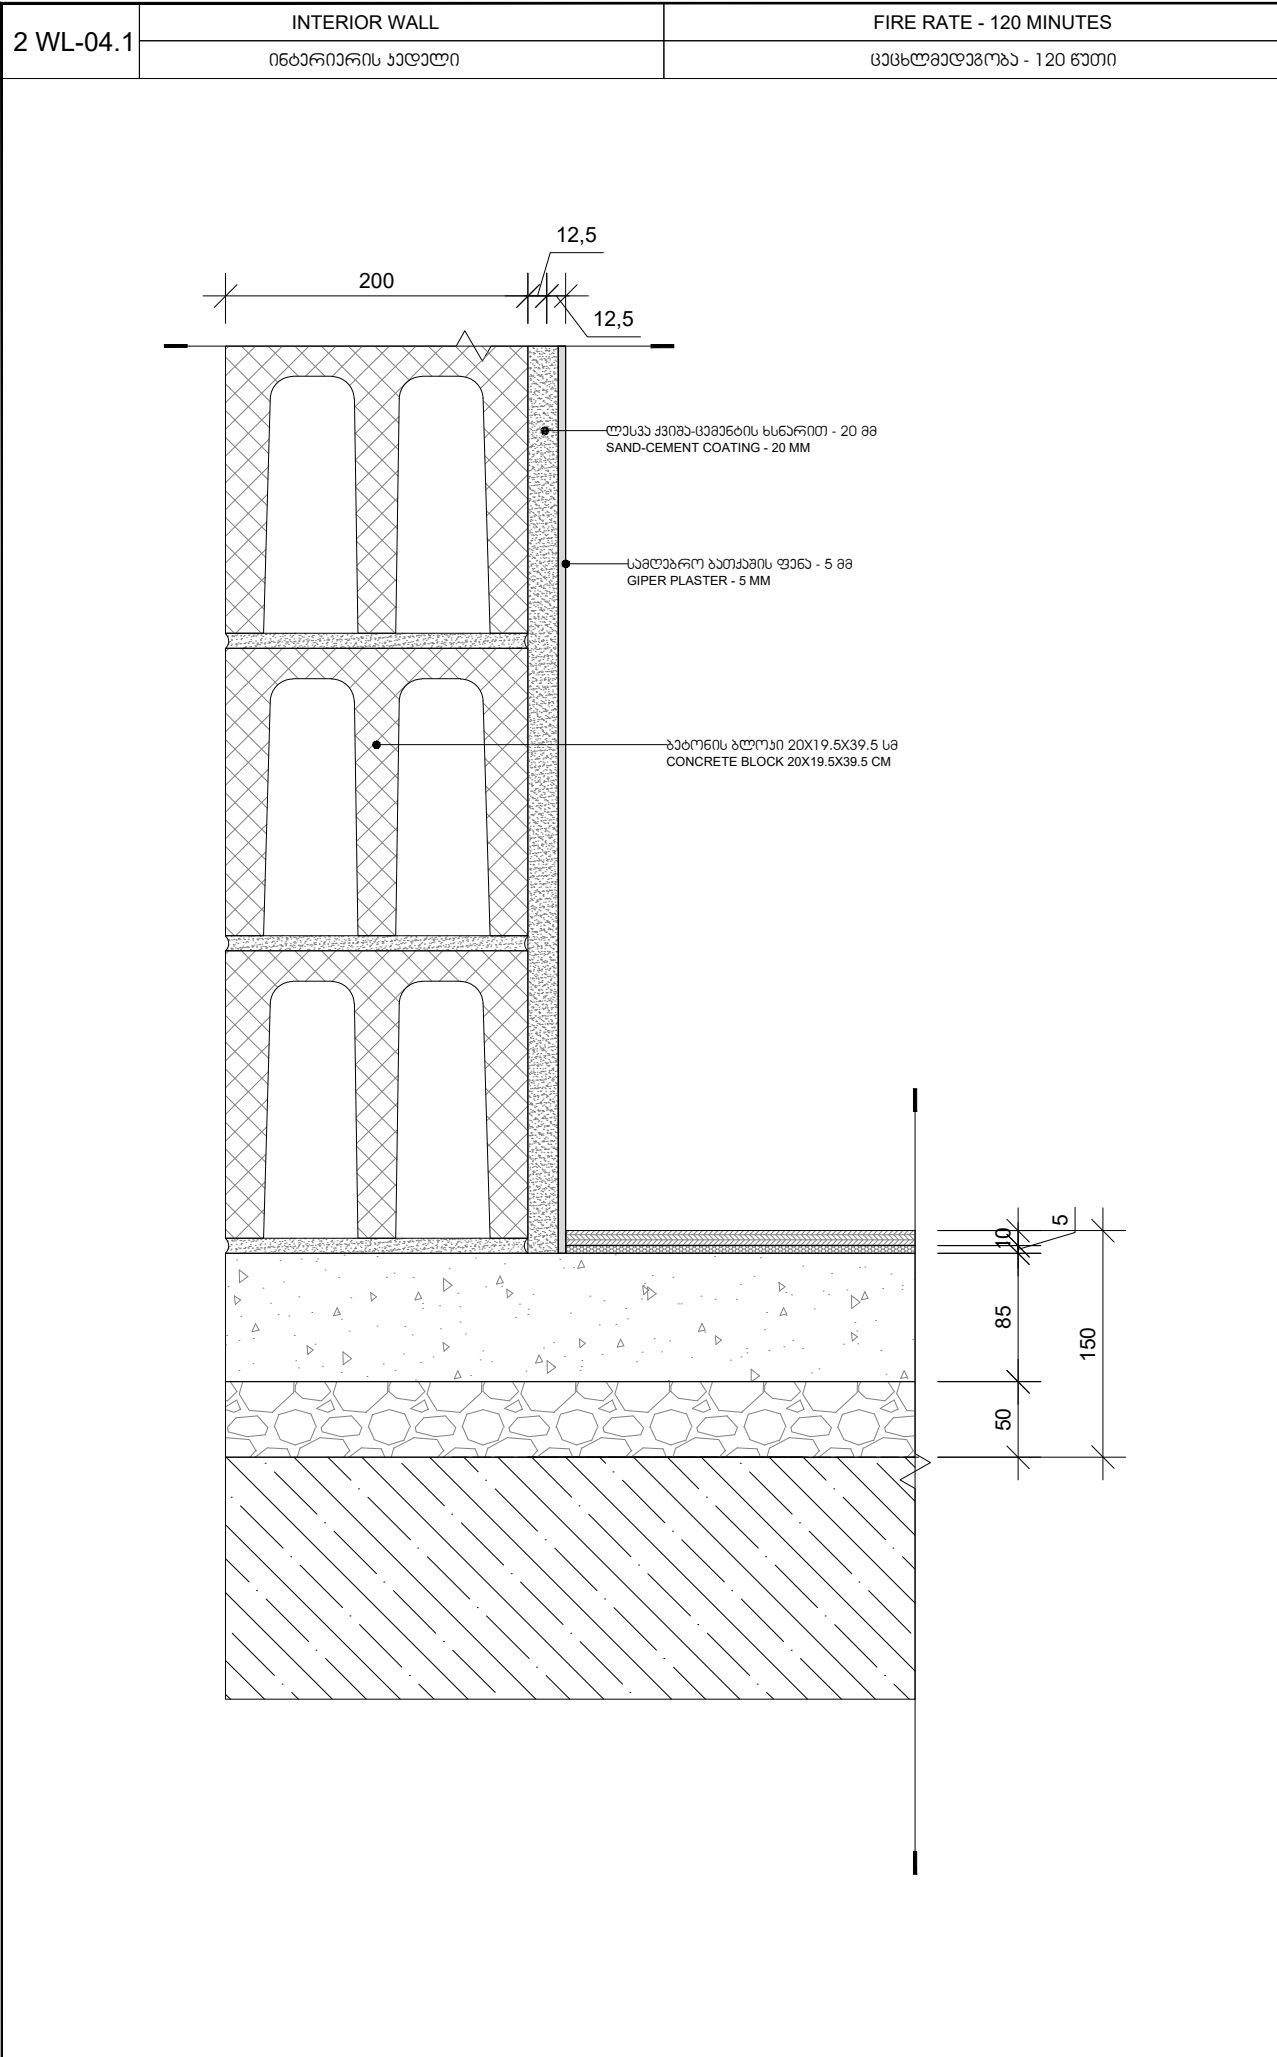 2 WL-04.1
INTERIOR WALL
FIRE RATE - 120 MINUTES
ინტერიერის კედელი
ცეცხლმედეგობა - 120 წუთი
12,5
200
12,5
ლესვა ქვიშა-ცემენტის ხსნარით - 20 მმ
SAND-CEMENT COATING - 20 MM
სამღებრო ბათქაშის ფენა - 5 მმ
GIPER PLASTER - 5 MM
ბეტონის ბლოკი 20X19.5X39.5 სმ
CONCRETE BLOCK 20X19.5X39.5 CM
5
10
85
150
50